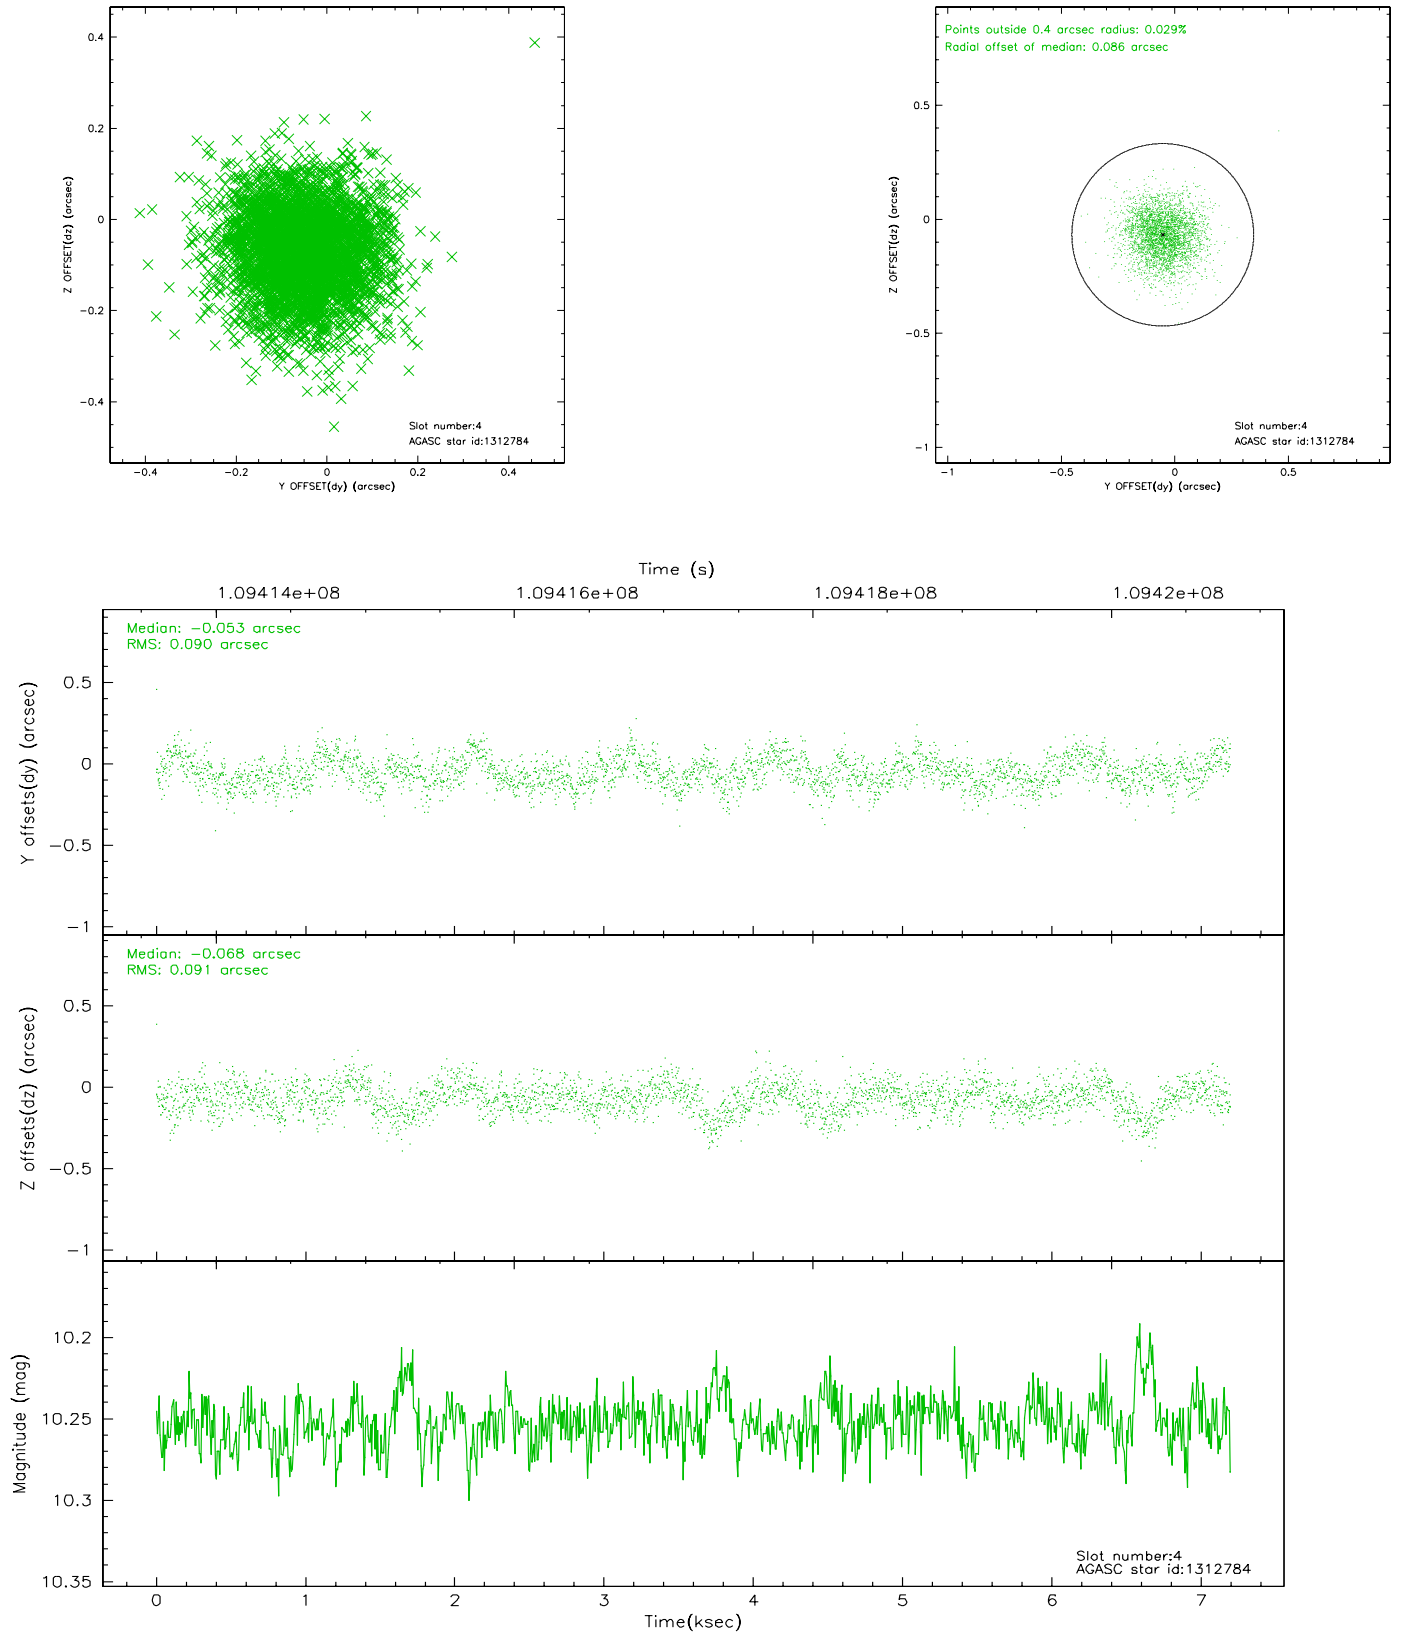 0.4
0.2
0
−0.2
−0.4
Z OFFSET(dz) (arcsec)
−0.4
−0.2
0
0.2
0.4
Y OFFSET(dy) (arcsec)
Slot number:4
AGASC star id:1312784
Points outside 0.4 arcsec radius: 0.029%
Radial offset of median: 0.086 arcsec
0.5
0
−0.5
−1
Z OFFSET(dz) (arcsec)
−1
−0.5
0
0.5
Y OFFSET(dy) (arcsec)
Slot number:4
AGASC star id:1312784
Time (s)
1.09414e+08
1.09416e+08
1.09418e+08
1.0942e+08
Median: −0.053 arcsec
RMS: 0.090 arcsec
0.5
0
−0.5
−1
Y offsets(dy) (arcsec)
Median: −0.068 arcsec
RMS: 0.091 arcsec
0.5
0
−0.5
−1
Z offsets(dz) (arcsec)
10.2
10.25
10.3
10.35
Magnitude (mag)
Slot number:4
AGASC star id:1312784
0
1
2
3
4
5
6
7
Time(ksec)